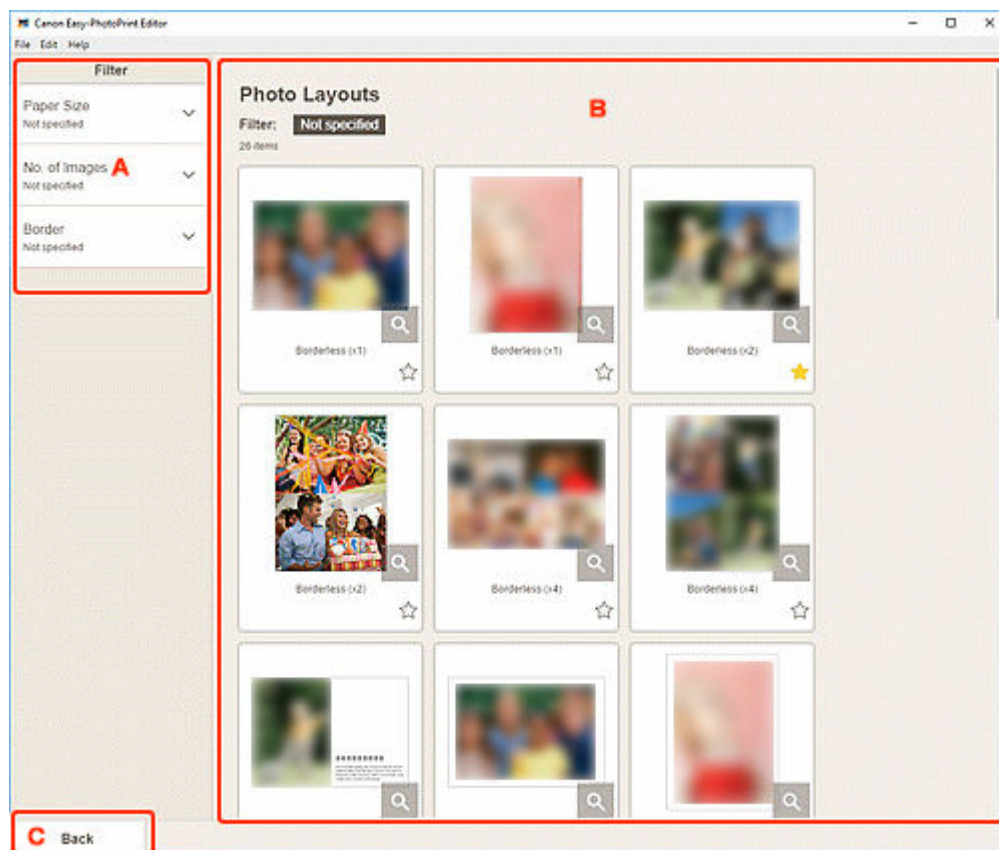 Canon Easy-PhotoPrint Editor
File Edit Help
Filter
Paper Size
Not specified
No. of Images A
Not specified
Border
Not specified
Photo Layouts
B
Filter: Not specified
26 items
Borderless (x1)
Borderless (x1)
Borderless (x2)
Borderless (x2)
Borderless (x4)
Borderless (x4)
C Back